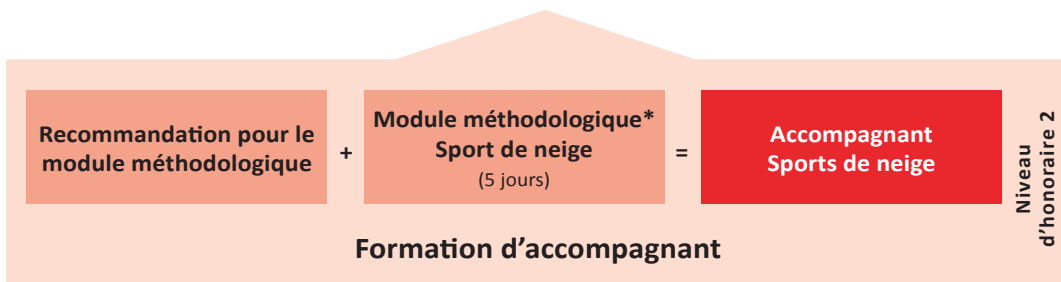 Recommandation pour le
module méthodologique
+
Module méthodologique*
Sport de neige
(5 jours)
=
Accompagnant
Sports de neige
Niveau
d’honoraire 2
Formation d’accompagnant